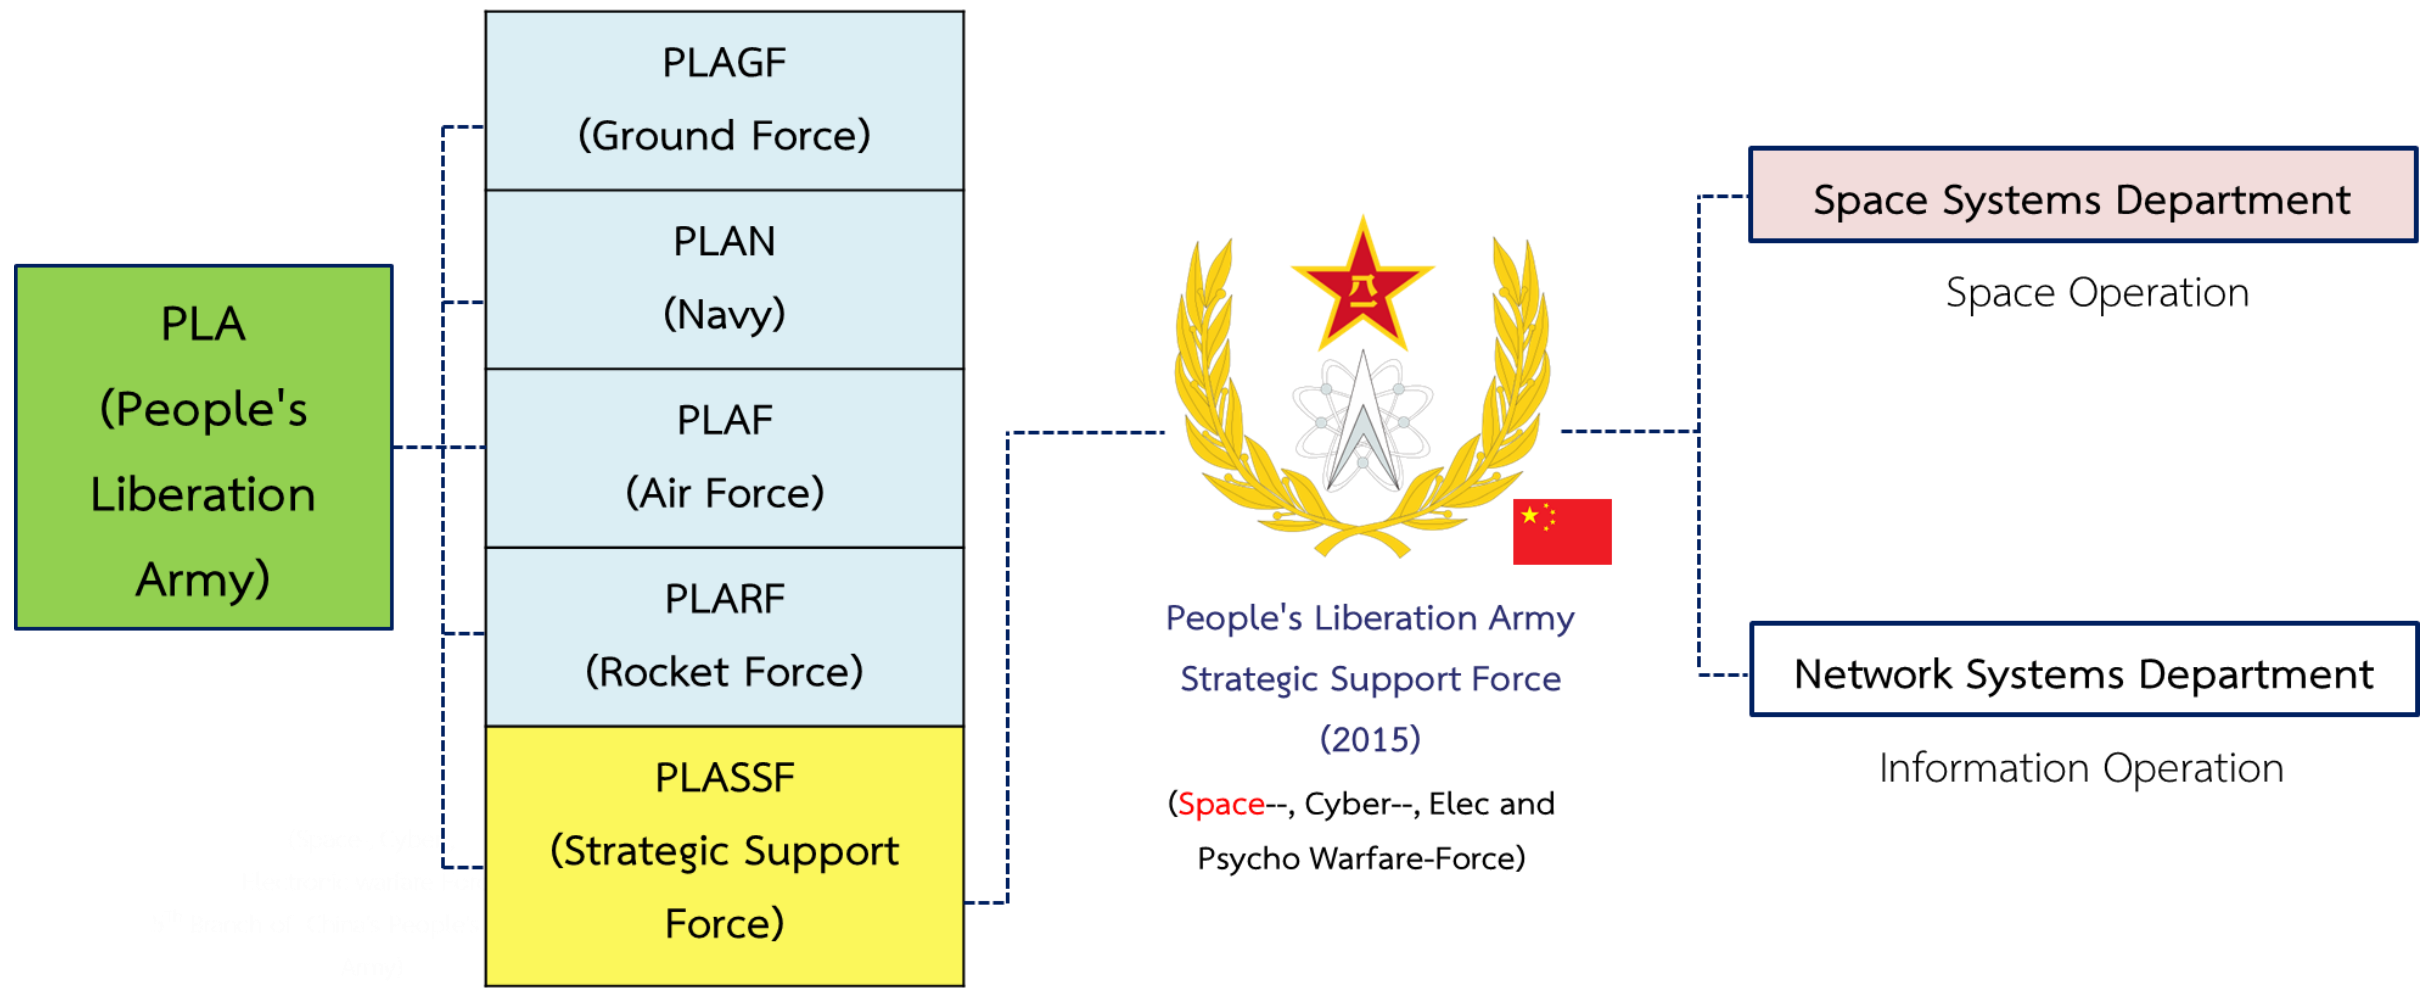 PLA
(People's
Liberation
Army)
PLAGF
(Ground Force)
PLAN
(Navy)
PLAF
(Air Force)
PLARF
(Rocket Force)
PLASSF
(Strategic Support
Force)
八一
People's Liberation Army
Strategic Support Force
(2015)
(Space--, Cyber--, Elec and
Psycho Warfare-Force)
Space Systems Department
Space Operation
Network Systems Department
Information Operation